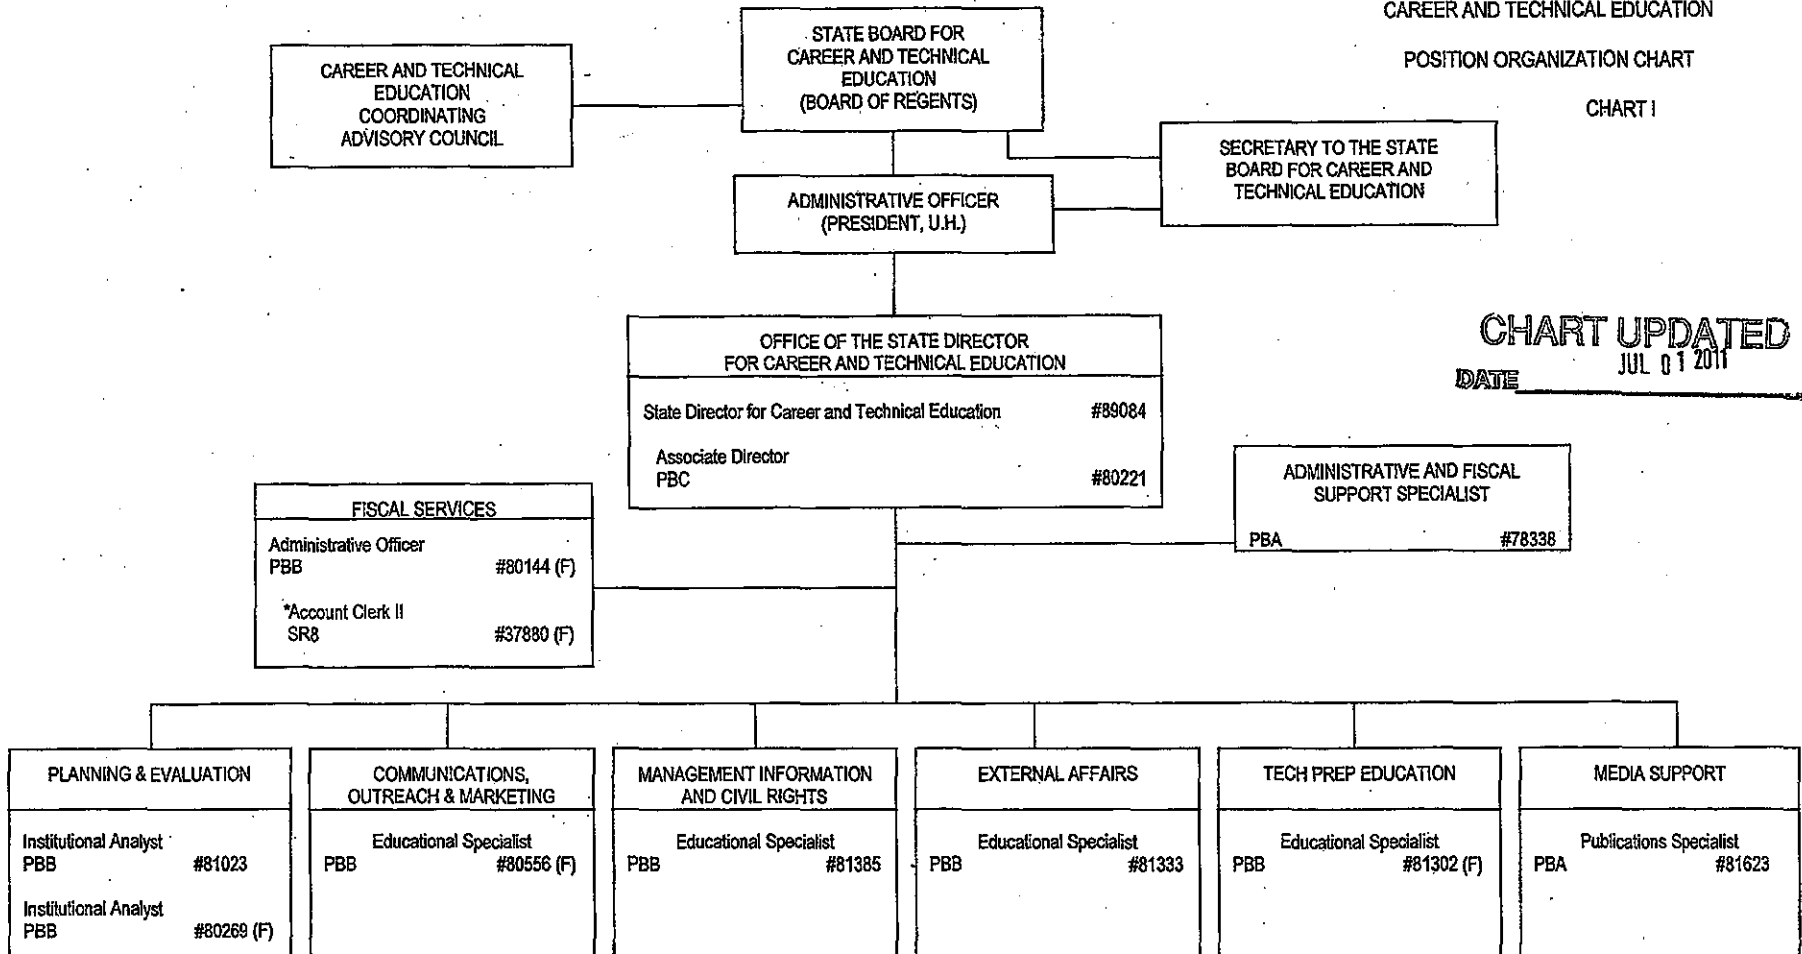 CAREER AND TECHNICAL EDUCATION
POSITION ORGANIZATION CHART
CHART I
STATE BOARD FOR
CAREER AND TECHNICAL
EDUCATION
(BOARD OF REGENTS)
CAREER AND TECHNICAL
EDUCATION
COORDINATING
ADVISORY COUNCIL
SECRETARY TO THE STATE
BOARD FOR CAREER AND
TECHNICAL EDUCATION
ADMINISTRATIVE OFFICER
(PRESIDENT, U.H.)
CHART UPDATED
JUL 01 2011
DATE
OFFICE OF THE STATE DIRECTOR
FOR CAREER AND TECHNICAL EDUCATION
State Director for Career and Technical Education #89084
Associate Director
PBC #80221
ADMINISTRATIVE AND FISCAL
SUPPORT SPECIALIST
PBA #78338
FISCAL SERVICES
Administrative Officer
PBB #80144 (F)
*Account Clerk II
SR8 #37880 (F)
PLANNING & EVALUATION
Institutional Analyst
PBB #81023
Institutional Analyst
PBB #80269 (F)
COMMUNICATIONS,
OUTREACH & MARKETING
Educational Specialist
PBB #80556 (F)
MANAGEMENT INFORMATION
AND CIVIL RIGHTS
Educational Specialist
PBB #81385
EXTERNAL AFFAIRS
Educational Specialist
PBB #81333
TECH PREP EDUCATION
Educational Specialist
PBB #81302 (F)
MEDIA SUPPORT
Publications Specialist
PBA #81623